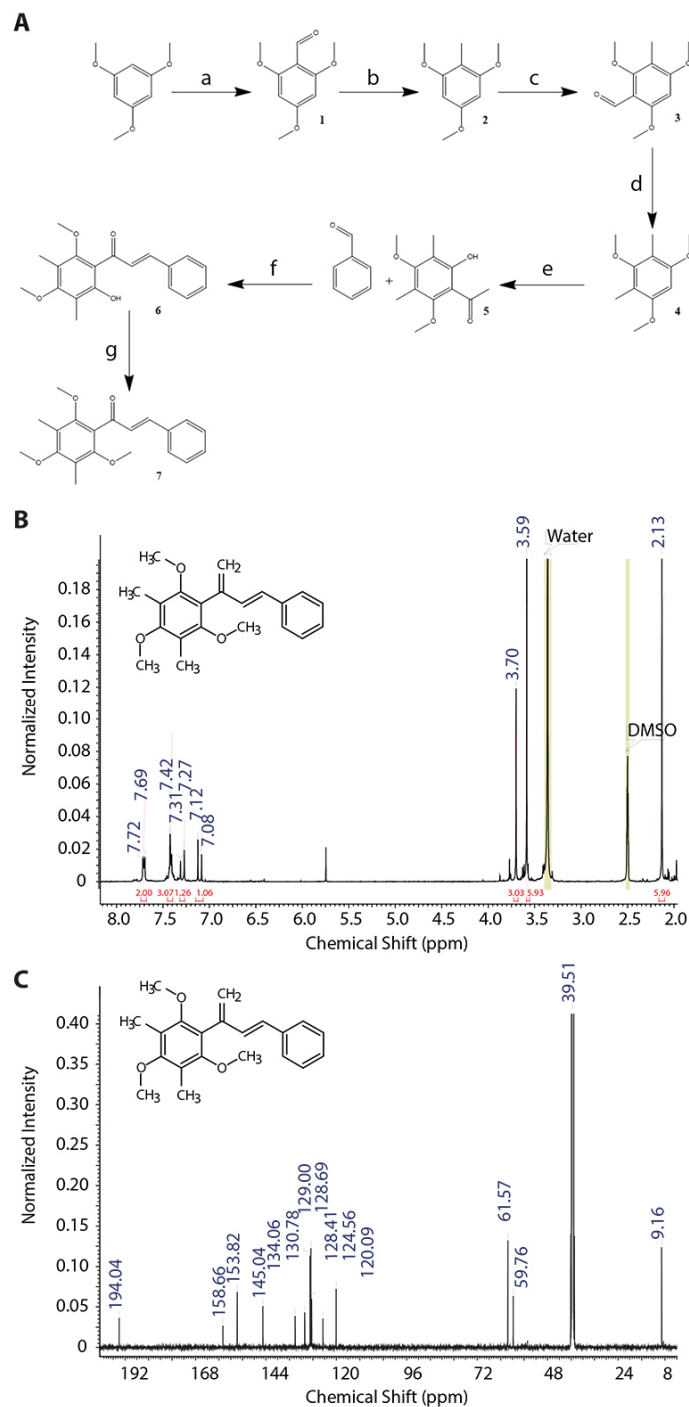 A
a
b
c
O
O
O
O
O
O
O
1
O
O
O
2
O
O
O
O
3
d
O
O
O
OH
6
f
O
+
O
OH
O
O
5
e
O
O
O
4
g
O
O
O
O
7
B
Normalized Intensity
0.18
0.16
0.14
0.12
0.10
0.08
0.06
0.04
0.02
0
H3C
O
CH2
H3C
O
CH3
O
CH3
CH3
7.72
7.69
7.42
7.31
7.27
7.12
7.08
3.70
3.59
Water
DMSO
2.13
2.00
3.07
1.26
1.06
3.03
5.93
5.96
8.0 7.5 7.0 6.5 6.0 5.5 5.0 4.5 4.0 3.5 3.0 2.5 2.0
Chemical Shift (ppm)
C
Normalized Intensity
0.40
0.35
0.30
0.25
0.20
0.15
0.10
0.05
0
H3C
O
CH2
H3C
O
CH3
O
CH3
CH3
194.04
158.66
153.82
145.04
134.06
130.78
129.00
128.69
128.41
124.56
120.09
61.57
59.76
39.51
9.16
192 168 144 120 96 72 48 24 8
Chemical Shift (ppm)